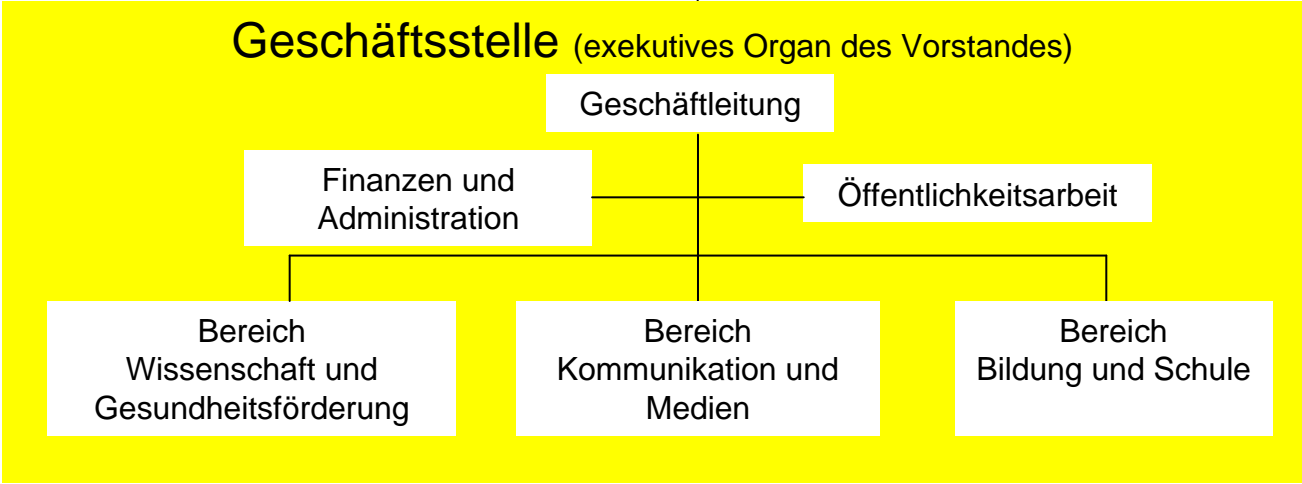 Geschäftsstelle (exekutives Organ des Vorstandes)
Geschäftleitung
Finanzen und
Administration
Öffentlichkeitsarbeit
Bereich
Wissenschaft und
Gesundheitsförderung
Bereich
Kommunikation und
Medien
Bereich
Bildung und Schule